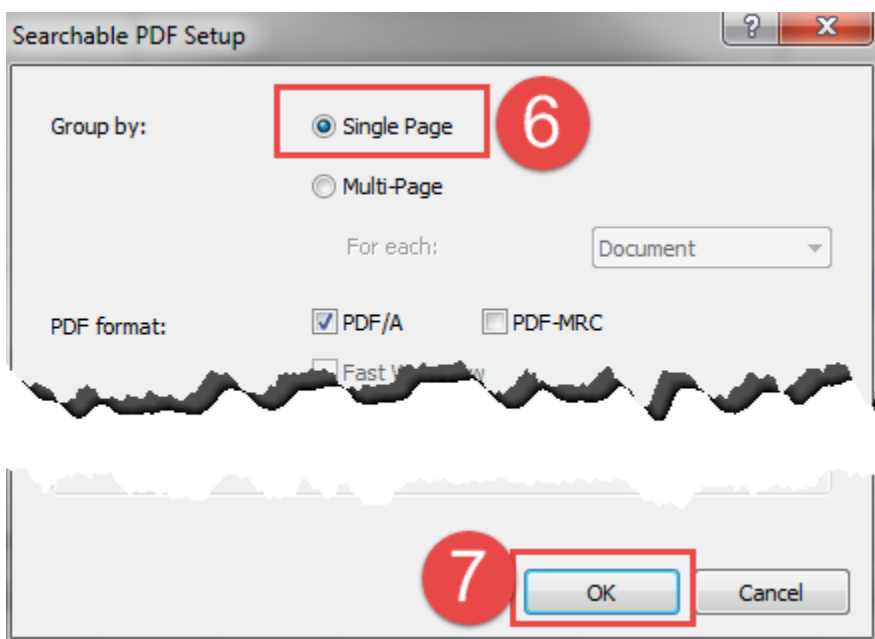 Searchable PDF Setup
?
X
Group by:
Single Page
6
Multi-Page
For each:
Document
PDF format:
PDF/A
PDF-MRC
Fast
7
OK
Cancel